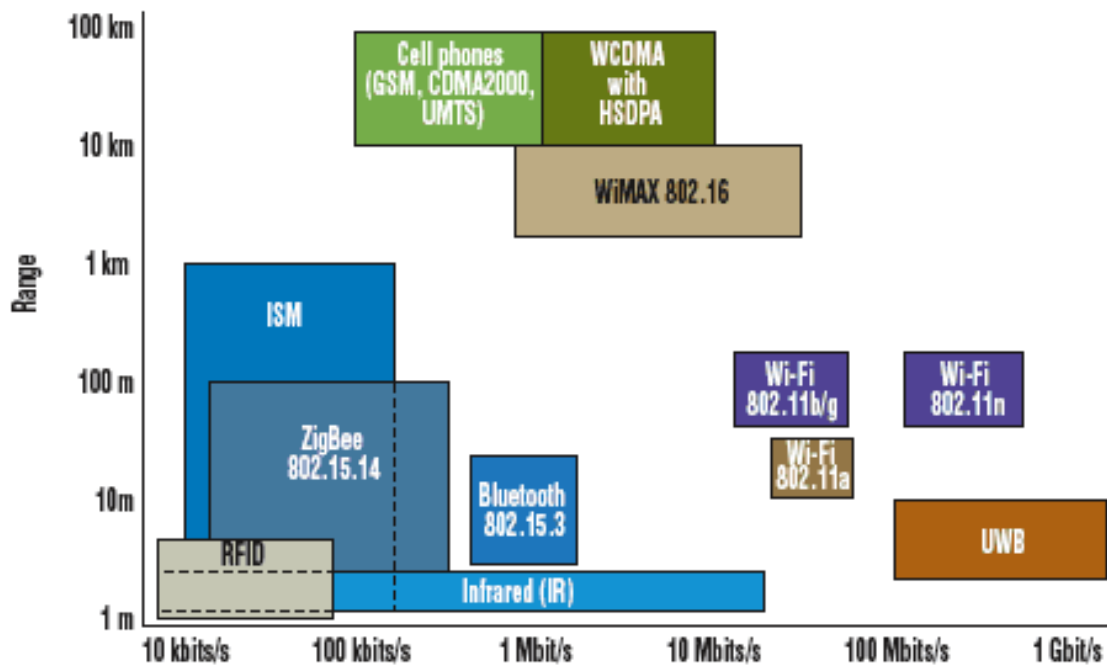 100 km
Cell phones
(GSM, CDMA2000,
UMTS)
WCDMA
with
HSDPA
10 km
WiMAX 802.16
1 km
Range
ISM
100 m
Wi-Fi
802.11b/g
Wi-Fi
802.11n
ZigBee
802.15.14
Wi-Fi
802.11a
10m
Bluetooth
802.15.3
UWB
RFID
Infrared (IR)
1 m
10 kbits/s
100 kbits/s
1 Mbit/s
10 Mbits/s
100 Mbits/s
1 Gbit/s